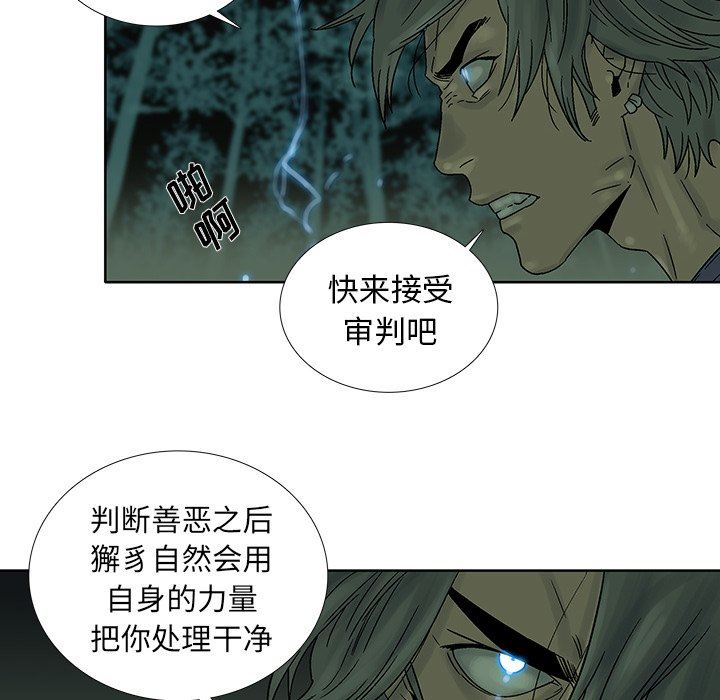 啪
啊
快来接受
审判吧
判断善恶之后
獬豸自然会用
自身的力量
把你处理干净